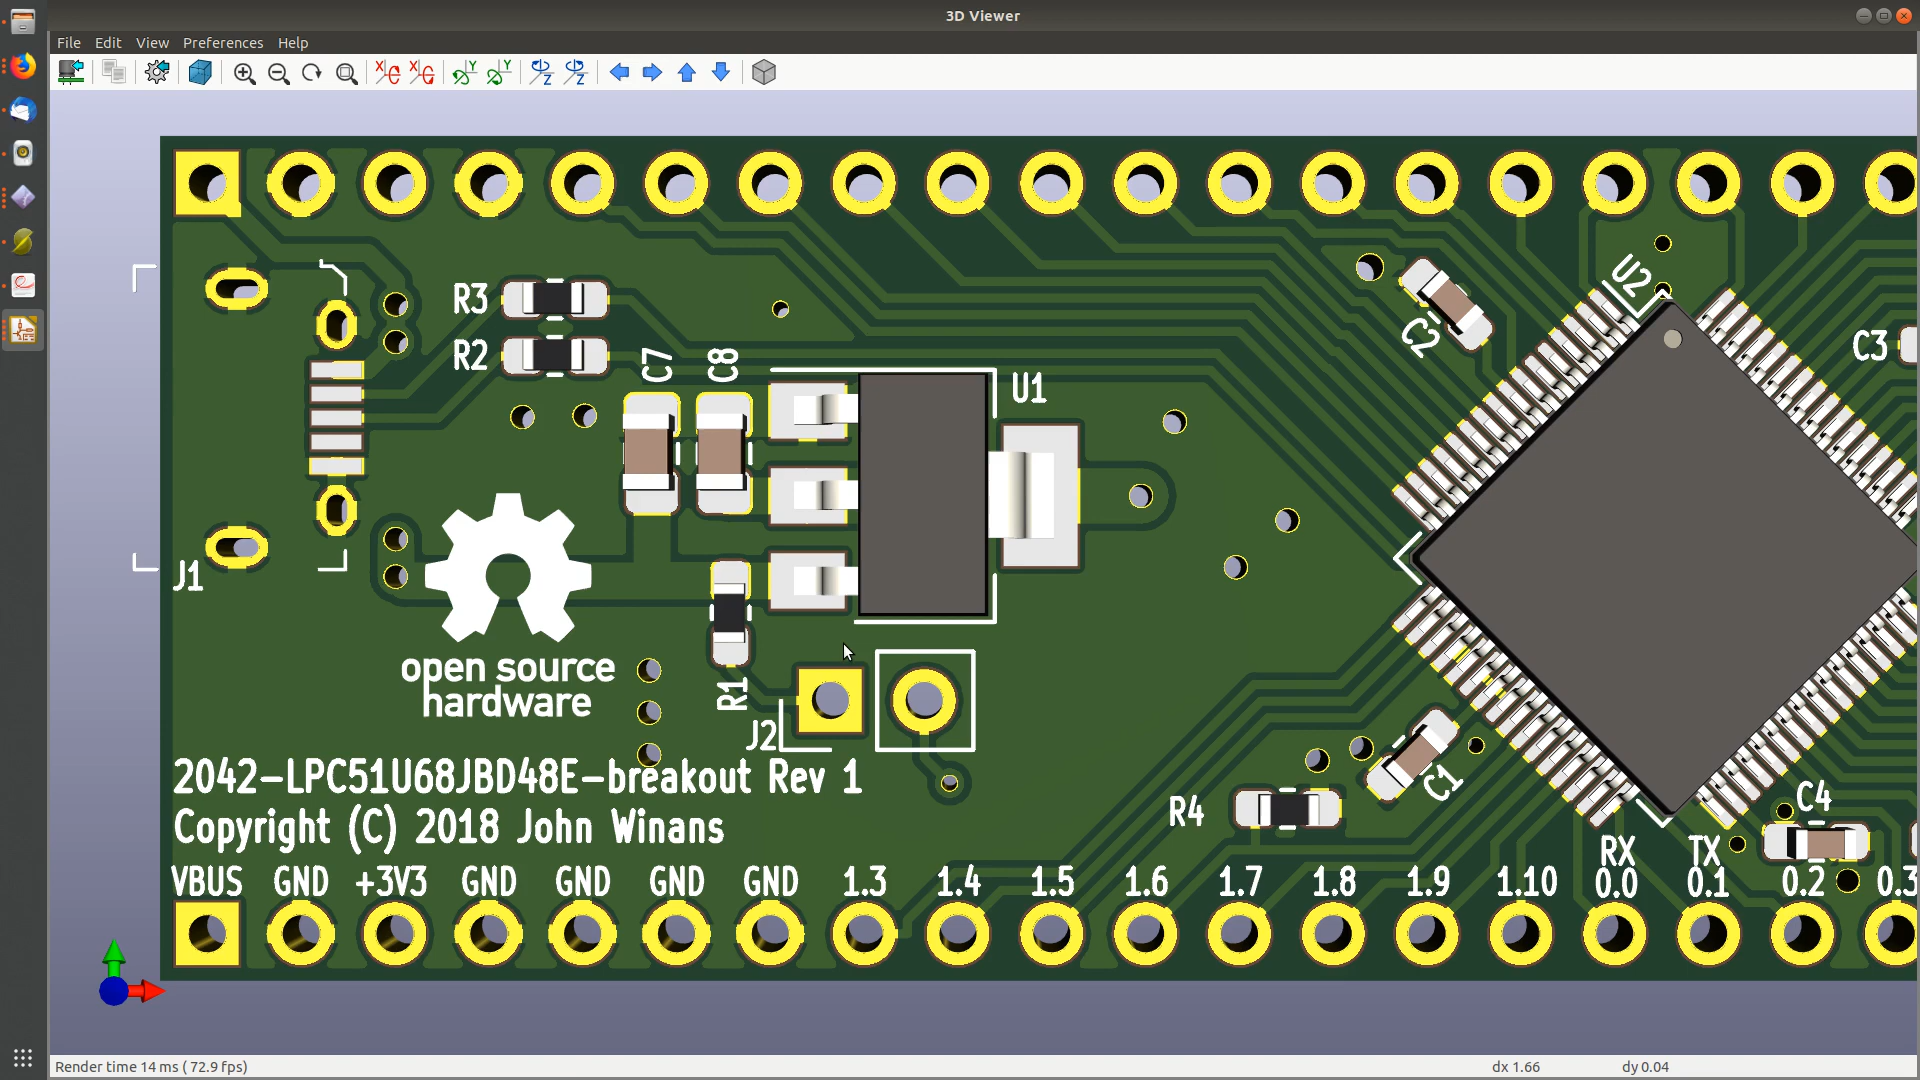 3D Viewer
File Edit View Preferences Help
R3
R2
C7
C8
U1
C2
U2
C3
J1
open source
hardware
R1
J2
2042-LPC51U68JBD48E-breakout Rev 1
Copyright (C) 2018 John Winans
R4
C1
C4
RX
TX
VBUS GND +3V3 GND GND GND GND 1.3 1.4 1.5 1.6 1.7 1.8 1.9 1.10 0.0 0.1 0.2 0.3
Render time 14 ms ( 72.9 fps)
dx 1.66
dy 0.04